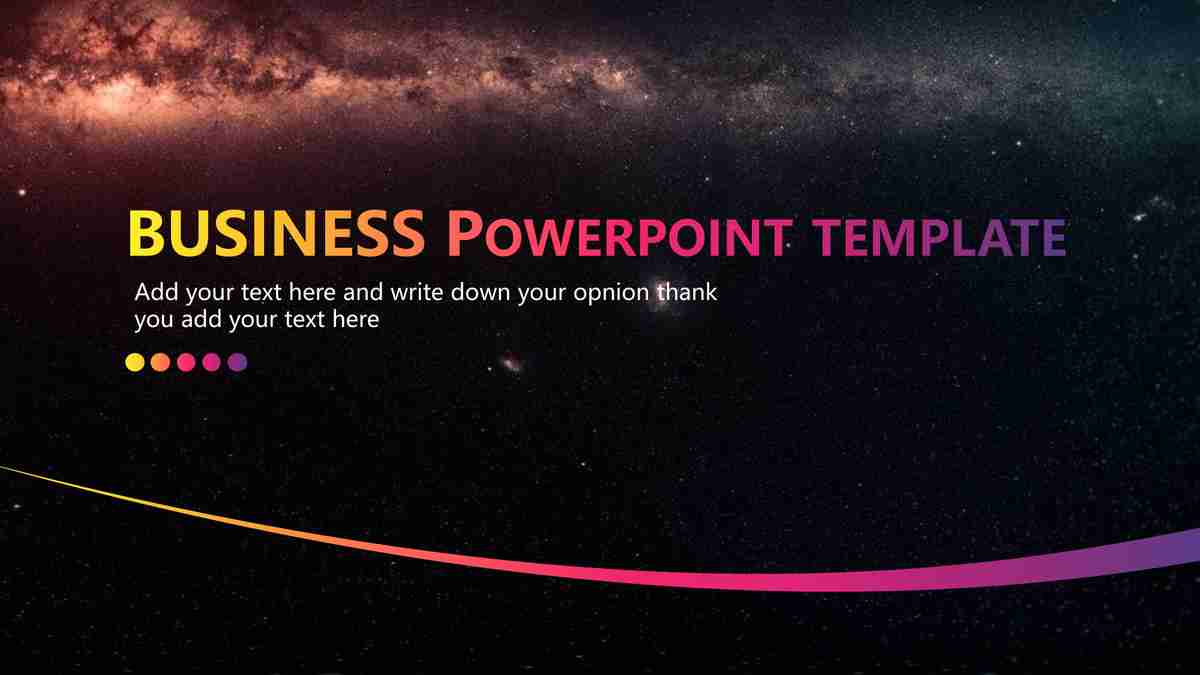 BUSINESS POWERPOINT TEMPLATE
Add your text here and write down your opnion thank
you add your text here